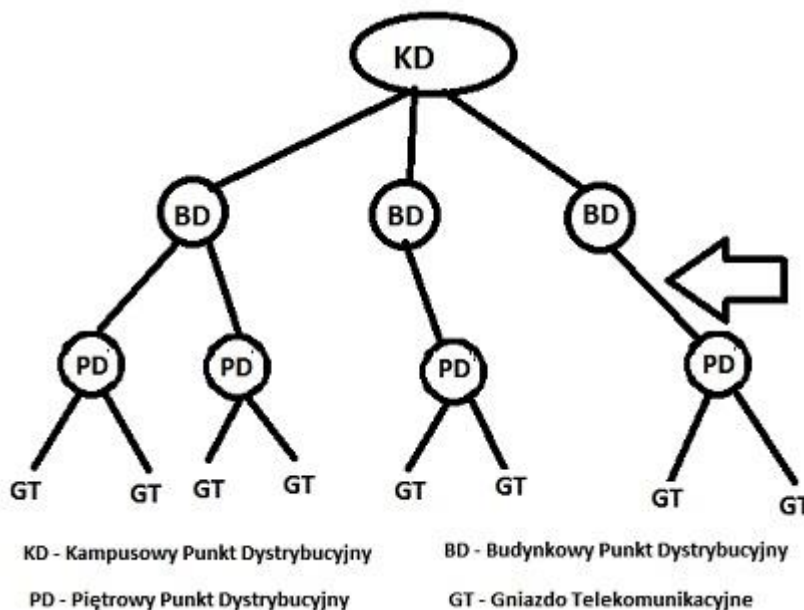 KD
BD BD BD
PD PD PD PD
GT GT GT GT GT GT GT GT
KD - Kampusowy Punkt Dystrybucyjny BD - Budynkowy Punkt Dystrybucyjny
PD - Piętrowy Punkt Dystrybucyjny GT - Gniazdo Telekomunikacyjne